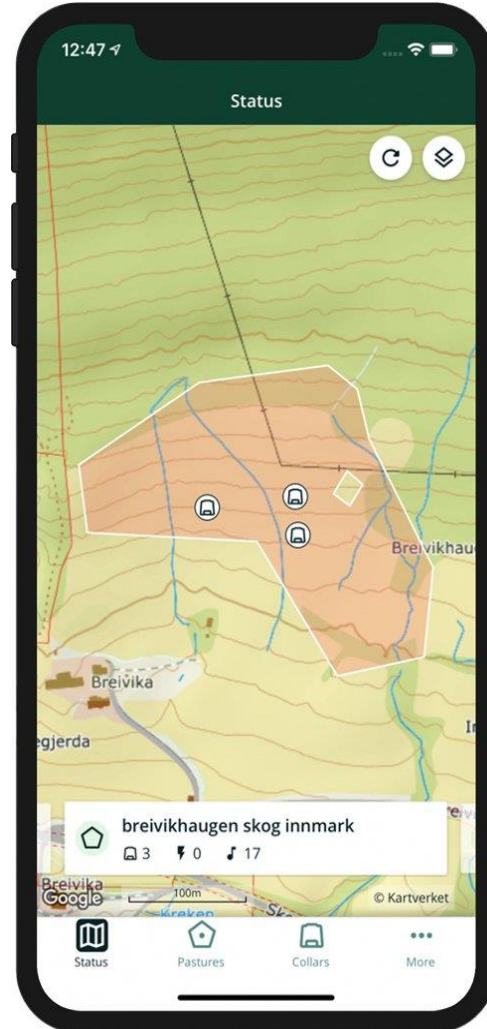 12:47
Status
Breivikhau
Breivika
egjerda
breivikhaugen skog innmark
3 0 17
Breivika
Google
100m
© Kartverket
Kreken
Status
Pastures
Collars
More